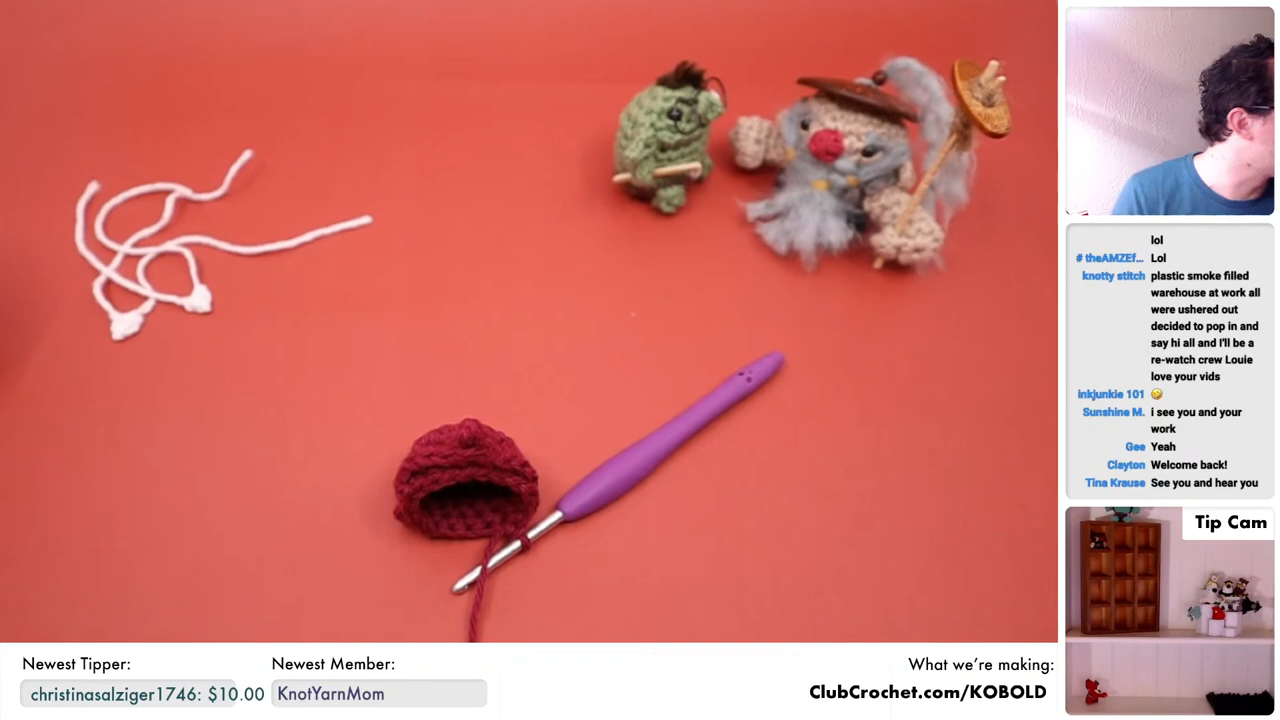 lol
# theAMZEf... Lol
knotty stitch plastic smoke filled
warehouse at work all
were ushered out
decided to pop in and
say hi all and I'll be a
re-watch crew Louie
love your vids
inkjunkie 101 🤣
Sunshine M. i see you and your
work
Gee Yeah
Clayton Welcome back!
Tina Krause See you and hear you
Tip Cam
Newest Tipper:
christinasalziger1746: $10.00
Newest Member:
KnotYarnMom
What we're making:
ClubCrochet.com/KOBOLD